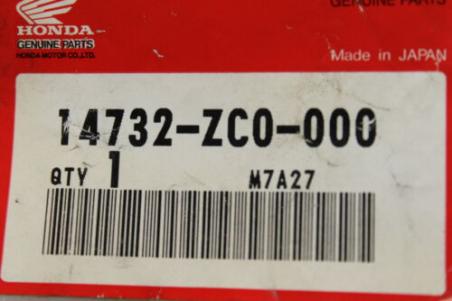 HONDA
GENUINE PARTS
HONDA MOTOR CO., LTD.
GENUINE PARTS
Made in JAPAN
14732-ZC0-000
QTY 1 M7A27